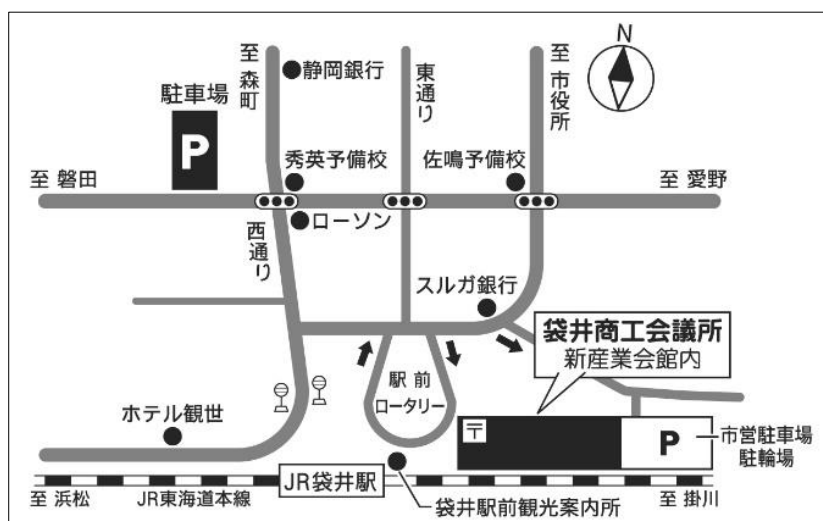 N
至 森町
静岡銀行
東通り
至 市役所
駐車場
P
秀英予備校
佐鳴予備校
至 磐田
至 愛野
ローソン
西通り
スルガ銀行
袋井商工会議所
新産業会館内
駅前
ロータリー
ホテル観世
〒
P
市営駐車場
駐輪場
JR袋井駅
至 浜松
JR東海道本線
袋井駅前観光案内所
至 掛川